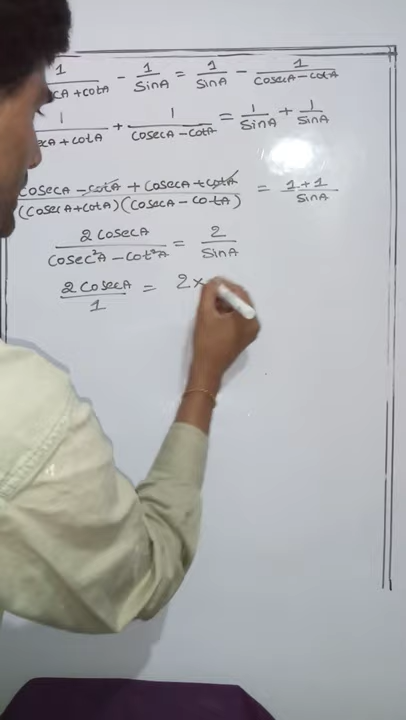 1/(cA + cotA) - 1/SinA = 1/SinA - 1/(CosecA - cotA)
1/(ecA + cotA) + 1/(CosecA - cotA) = 1/SinA + 1/SinA
(CosecA - cotA + CosecA + cotA)/((CosecA + cotA)(CosecA - cotA)) = (1 + 1)/SinA
2 CosecA/(Cosec²A - Cot²A) = 2/SinA
2 CosecA/1 = 2×